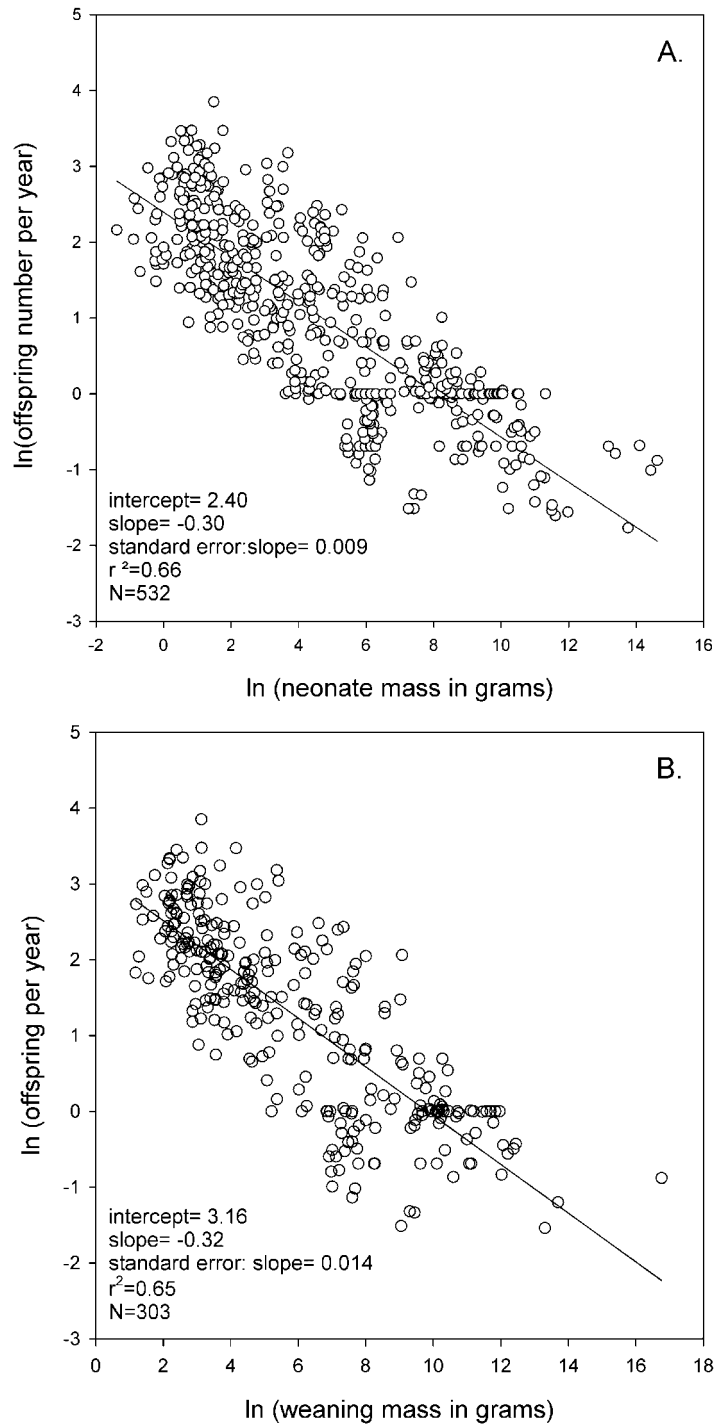 A.
5
4
3
2
1
0
-1
-2
-3
ln(offspring number per year)
intercept= 2.40
slope= -0.30
standard error:slope= 0.009
r ²=0.66
N=532
-2 0 2 4 6 8 10 12 14 16
ln (neonate mass in grams)
B.
5
4
3
2
1
0
-1
-2
-3
ln (offspring per year)
intercept= 3.16
slope= -0.32
standard error: slope= 0.014
r²=0.65
N=303
0 2 4 6 8 10 12 14 16 18
ln (weaning mass in grams)